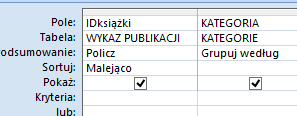 Pole: IDksiążki KATEGORIA
Tabela: WYKAZ PUBLIKACJI KATEGORIE
odsumowanie: Policz Grupuj według
Sortuj: Malejąco
Pokaż:
Kryteria:
lub: